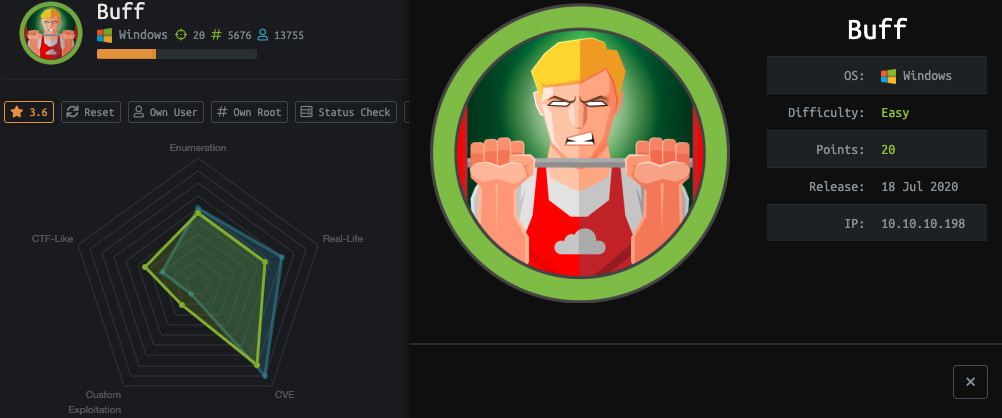 Buff
Windows 20 # 5676 13755
3.6 Reset Own User # Own Root Status Check
Enumeration
CTF-Like
Real-Life
Custom
Exploitation
CVE
Buff
OS: Windows
Difficulty: Easy
Points: 20
Release: 18 Jul 2020
IP: 10.10.10.198
×